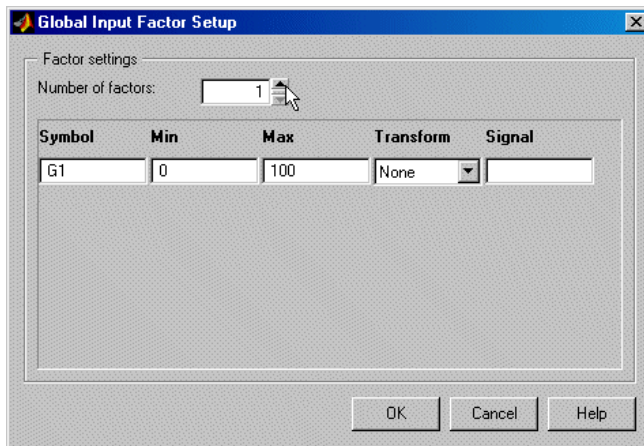 Global Input Factor Setup
Factor settings
Number of factors: 1
Symbol Min Max Transform Signal
G1 0 100 None
OK Cancel Help